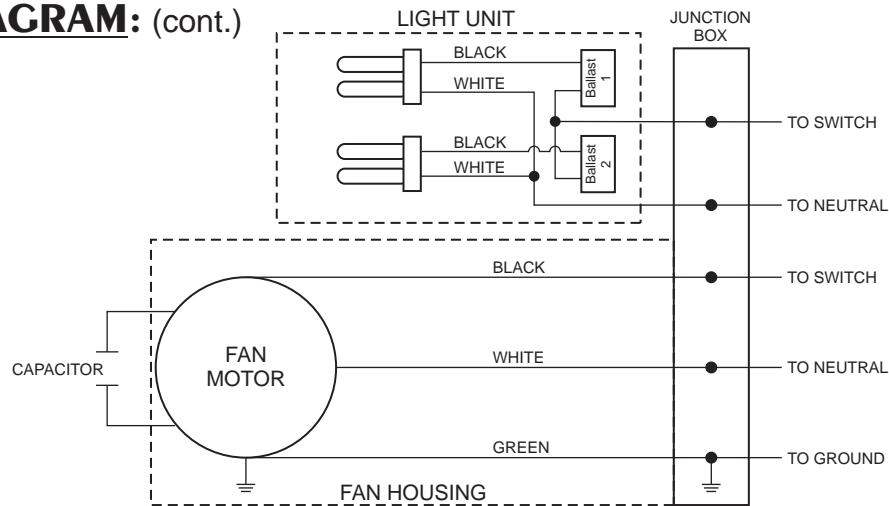 AGRAM: (cont.)
LIGHT UNIT
JUNCTION
BOX
BLACK
WHITE
Ballast
1
TO SWITCH
BLACK
WHITE
Ballast
2
TO NEUTRAL
BLACK
TO SWITCH
CAPACITOR
FAN
MOTOR
WHITE
TO NEUTRAL
GREEN
TO GROUND
FAN HOUSING